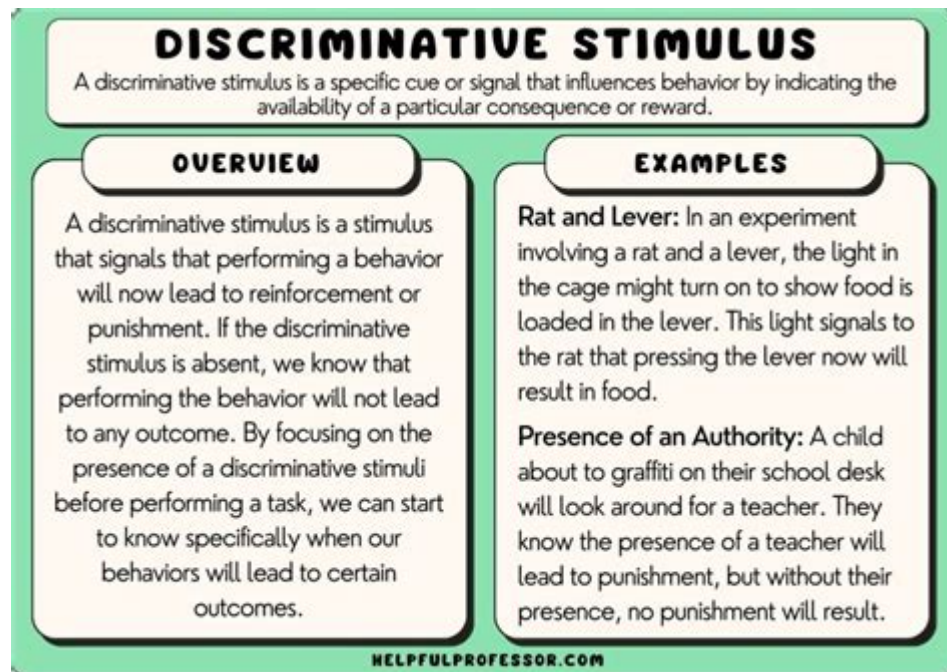 DISCRIMINATIVE STIMULUS
A discriminative stimulus is a specific cue or signal that influences behavior by indicating the
availability of a particular consequence or reward.
OVERVIEW
A discriminative stimulus is a stimulus
that signals that performing a behavior
will now lead to reinforcement or
punishment. If the discriminative
stimulus is absent, we know that
performing the behavior will not lead
to any outcome. By focusing on the
presence of a discriminative stimuli
before performing a task, we can start
to know specifically when our
behaviors will lead to certain
outcomes.
EXAMPLES
Rat and Lever: In an experiment
involving a rat and a lever, the light in
the cage might turn on to show food is
loaded in the lever. This light signals to
the rat that pressing the lever now will
result in food.
Presence of an Authority: A child
about to graffiti on their school desk
will look around for a teacher. They
know the presence of a teacher will
lead to punishment, but without their
presence, no punishment will result.
HELPFULPROFESSOR.COM